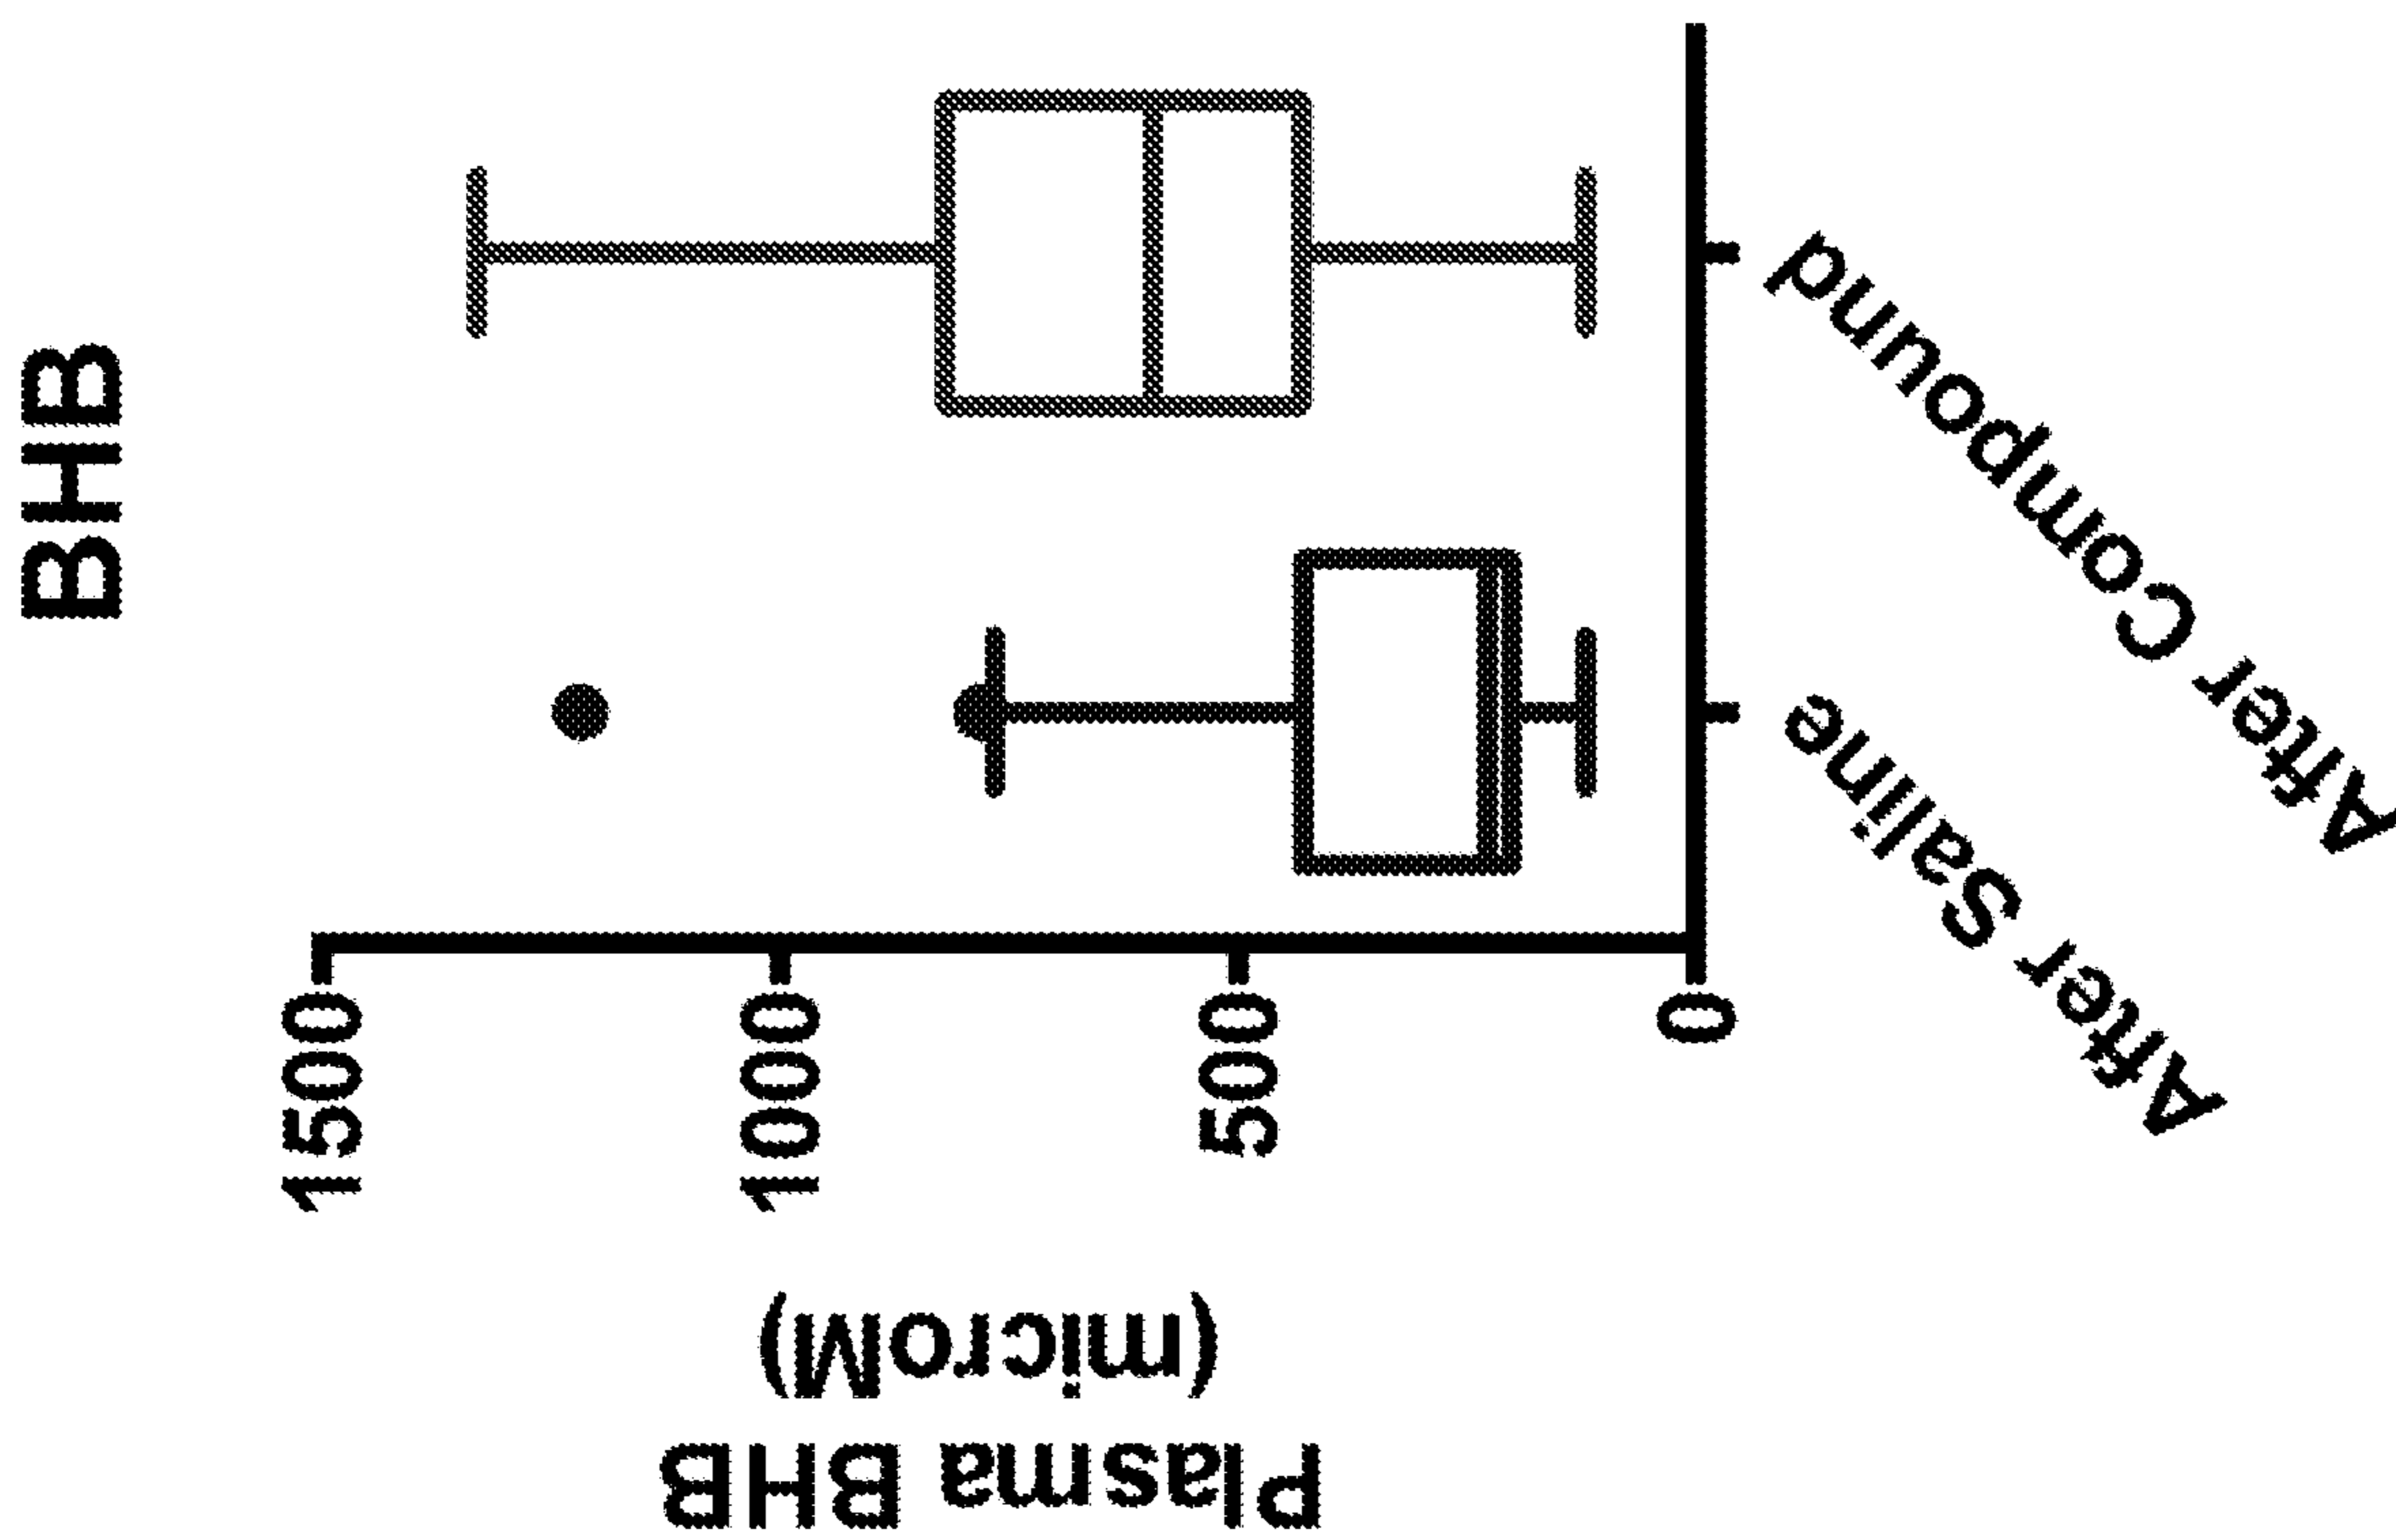 BHB
Plasma BHB
(microM)
1500
1000
500
0
After Saline
After Compound